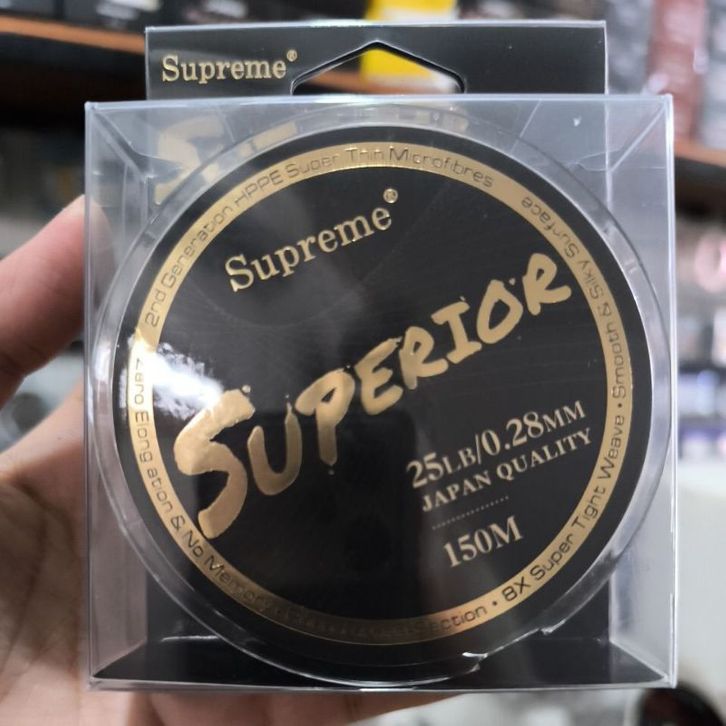 Supreme®
2nd Generation HPPE Super Thin Microfibres
Supreme®
SUPERIOR
25LB/0.28MM
JAPAN QUALITY
150M
Smooth & Silky Surface
8X Super Tight Weave •
Zero Elongation & No Memory •
Section •